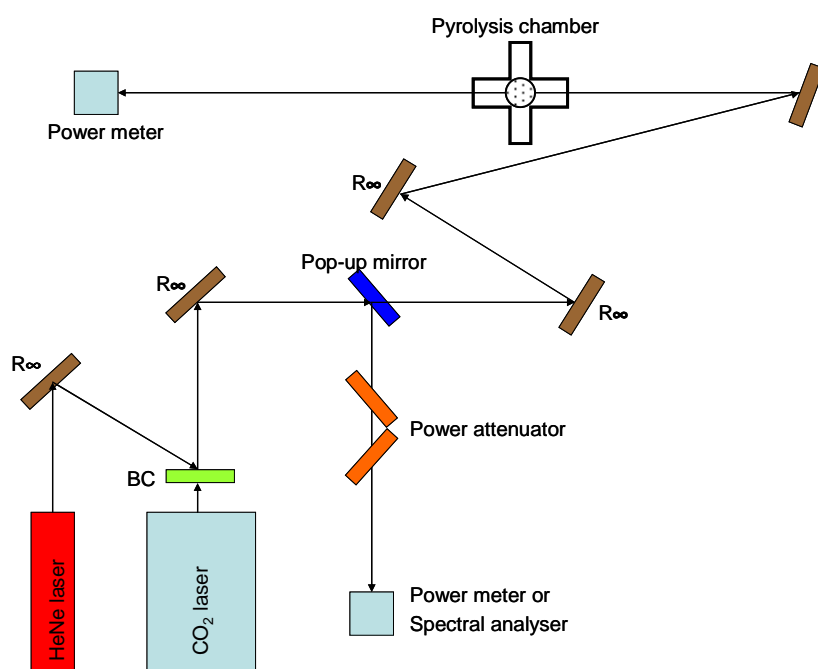 Pyrolysis chamber
Power meter
R∞
Pop-up mirror
R∞
R∞
R∞
Power attenuator
BC
HeNe laser
CO₂ laser
Power meter or
Spectral analyser